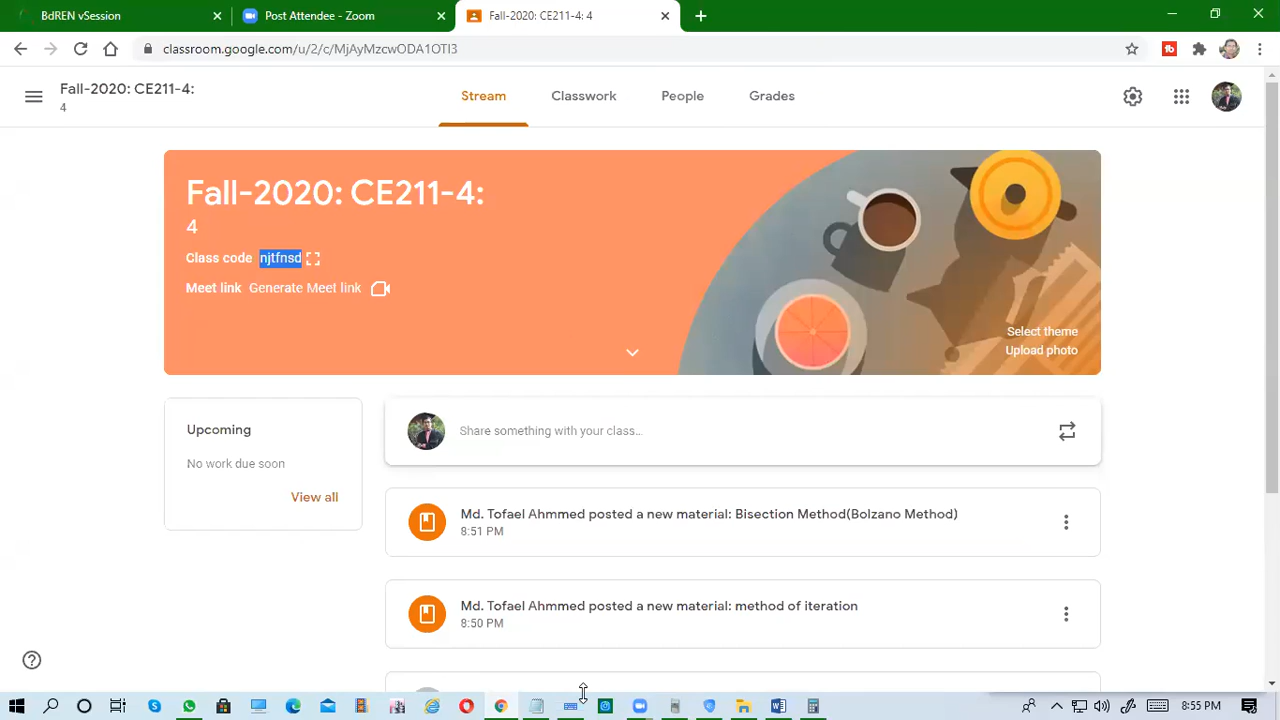 BdREN vSession
Post Attendee - Zoom
Fall-2020: CE211-4: 4
classroom.google.com/u/2/c/MjAyMzcwODA1OTI3
Fall-2020: CE211-4:
4
Stream
Classwork
People
Grades
Fall-2020: CE211-4:
4
Class code njtfnsd
Meet link Generate Meet link
Select theme
Upload photo
Upcoming
No work due soon
View all
Share something with your class...
Md. Tofael Ahmmed posted a new material: Bisection Method(Bolzano Method)
8:51 PM
Md. Tofael Ahmmed posted a new material: method of iteration
8:50 PM
8:55 PM